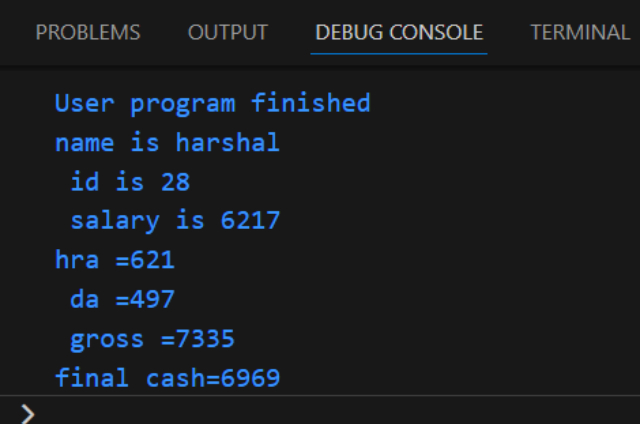 PROBLEMS OUTPUT DEBUG CONSOLE TERMINAL
User program finished
name is harshal
id is 28
salary is 6217
hra =621
da =497
gross =7335
final cash=6969